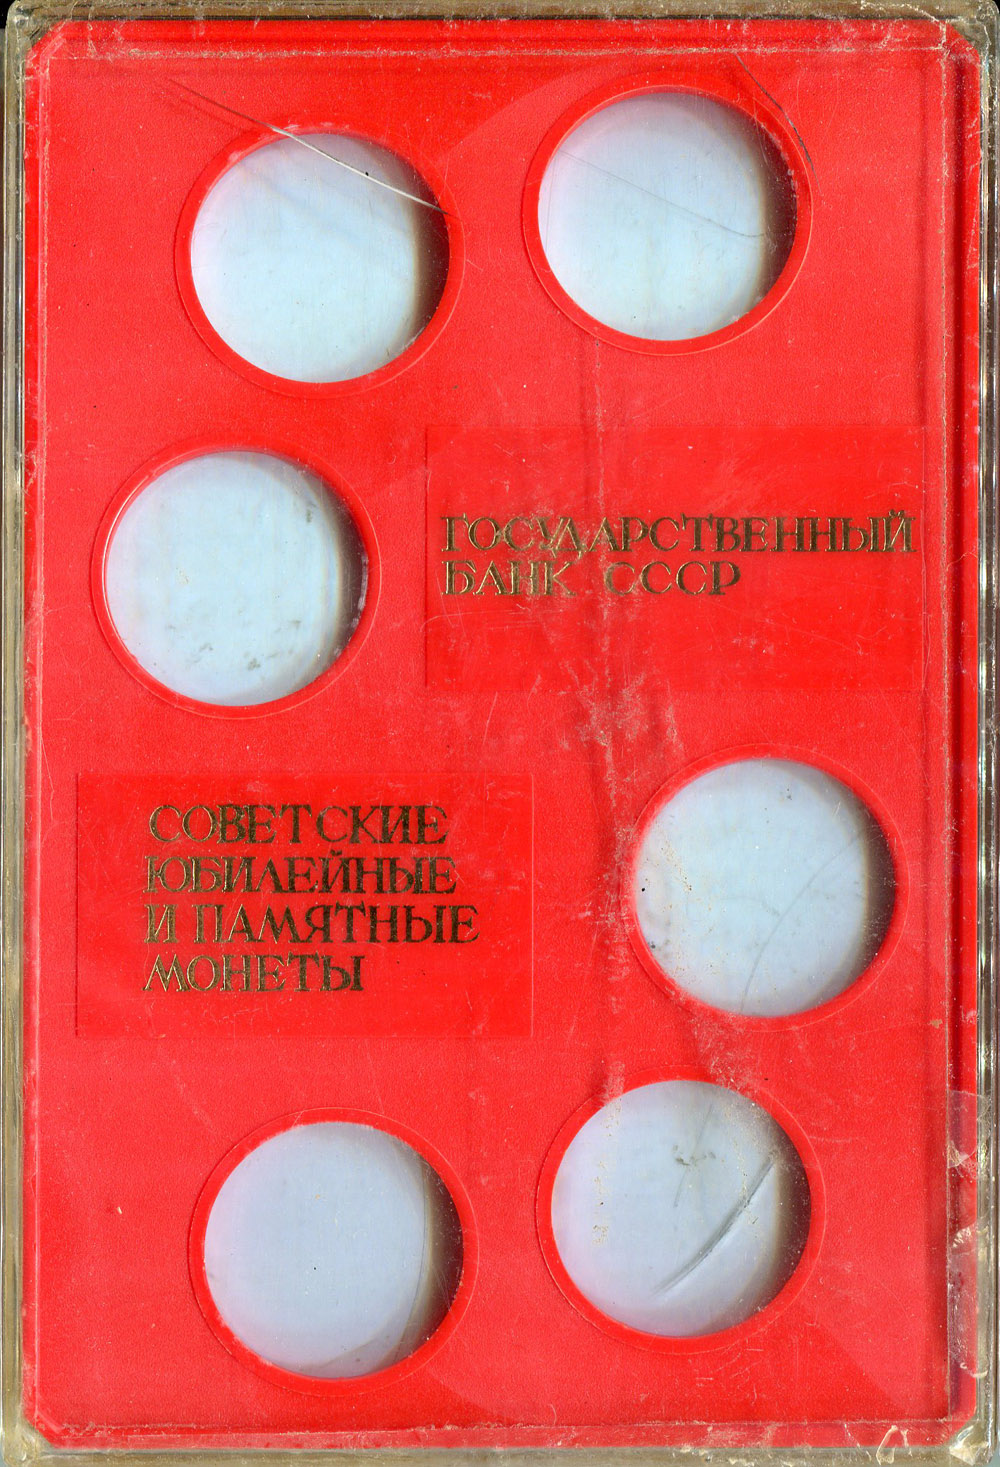 ГОСУДАРСТВЕННЫЙ
БАНК СССР
СОВЕТСКИЕ
ЮБИЛЕЙНЫЕ
И ПАМЯТНЫЕ
МОНЕТЫ